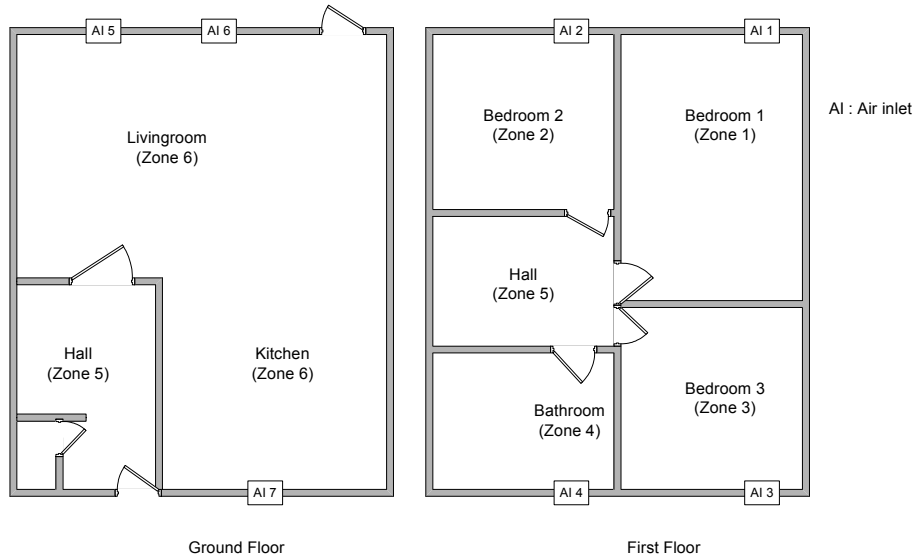 AI 5
AI 6
Livingroom
(Zone 6)
Hall
(Zone 5)
Kitchen
(Zone 6)
AI 7
Ground Floor
AI 2
AI 1
Bedroom 2
(Zone 2)
Bedroom 1
(Zone 1)
Hall
(Zone 5)
Bathroom
(Zone 4)
Bedroom 3
(Zone 3)
AI 4
AI 3
First Floor
AI : Air inlet